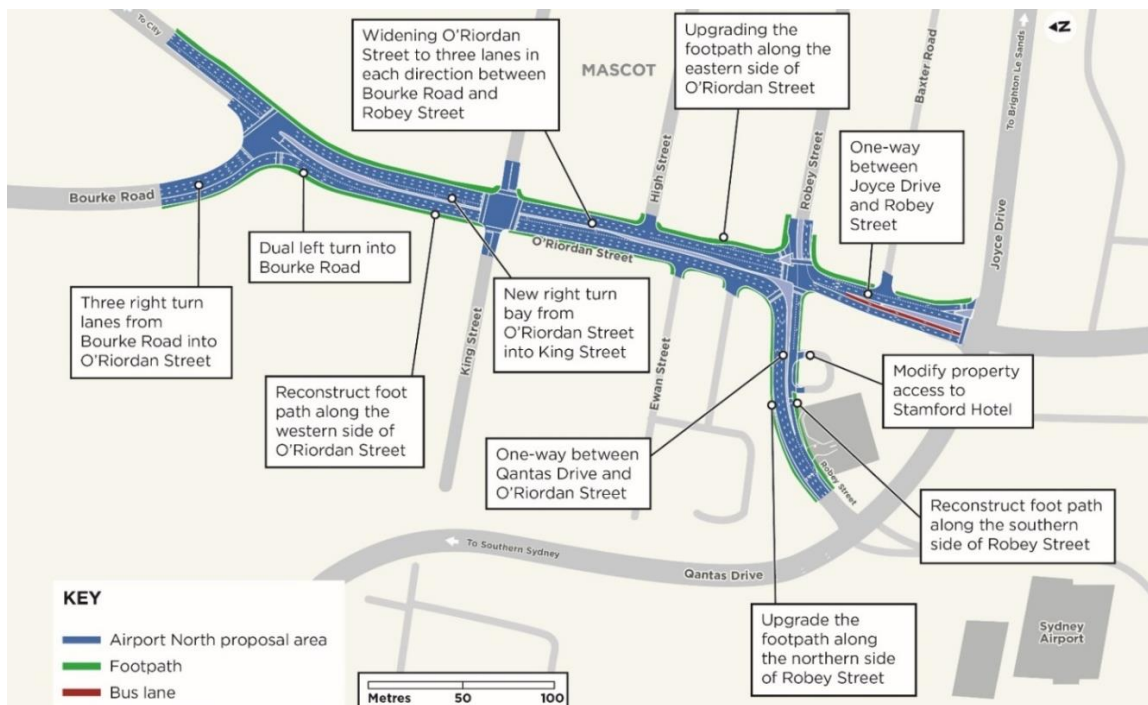 To City
Widening O'Riordan
Street to three lanes in
each direction between
Bourke Road and
Robey Street
MASCOT
Upgrading the
footpath along the
eastern side of
O'Riordan Street
Baxter Road
To Brighton Le Sands
N
High Street
Robey Street
One-way
between
Joyce Drive
and Robey
Street
Joyce Drive
Bourke Road
Dual left turn into
Bourke Road
O'Riordan Street
Three right turn
lanes from
Bourke Road into
O'Riordan Street
King Street
New right turn
bay from
O'Riordan Street
into King Street
Ewan Street
Modify property
access to
Stamford Hotel
Reconstruct foot
path along the
western side of
O'Riordan Street
One-way between
Qantas Drive and
O'Riordan Street
Robey Street
Reconstruct foot path
along the southern
side of Robey Street
To Southern Sydney
Qantas Drive
Upgrade the
footpath along
the northern side
of Robey Street
Sydney
Airport
KEY
Airport North proposal area
Footpath
Bus lane
Metres 50 100